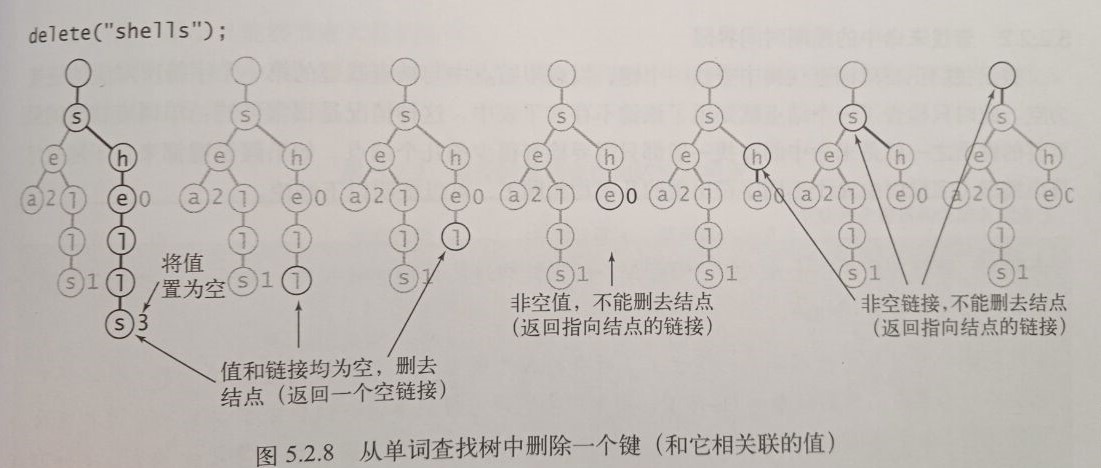 delete("shells");
s s s s s s s
e h e h e h e h e h e h e h
a 2 l e 0 a 2 l e 0 a 2 l e 0 a 2 l e 0 a 2 l e 0 a 2 l e 0 a 2 l e 0
l l l l l l l l l l
s 1 l s 1 l s 1 s 1 s 1 s 1 s 1
s 3
将值
置为空
值和链接均为空，删去
结点（返回一个空链接）
非空值，不能删去结点
（返回指向结点的链接）
非空链接，不能删去结点
（返回指向结点的链接）
图 5.2.8 从单词查找树中删除一个键（和它相关联的值）